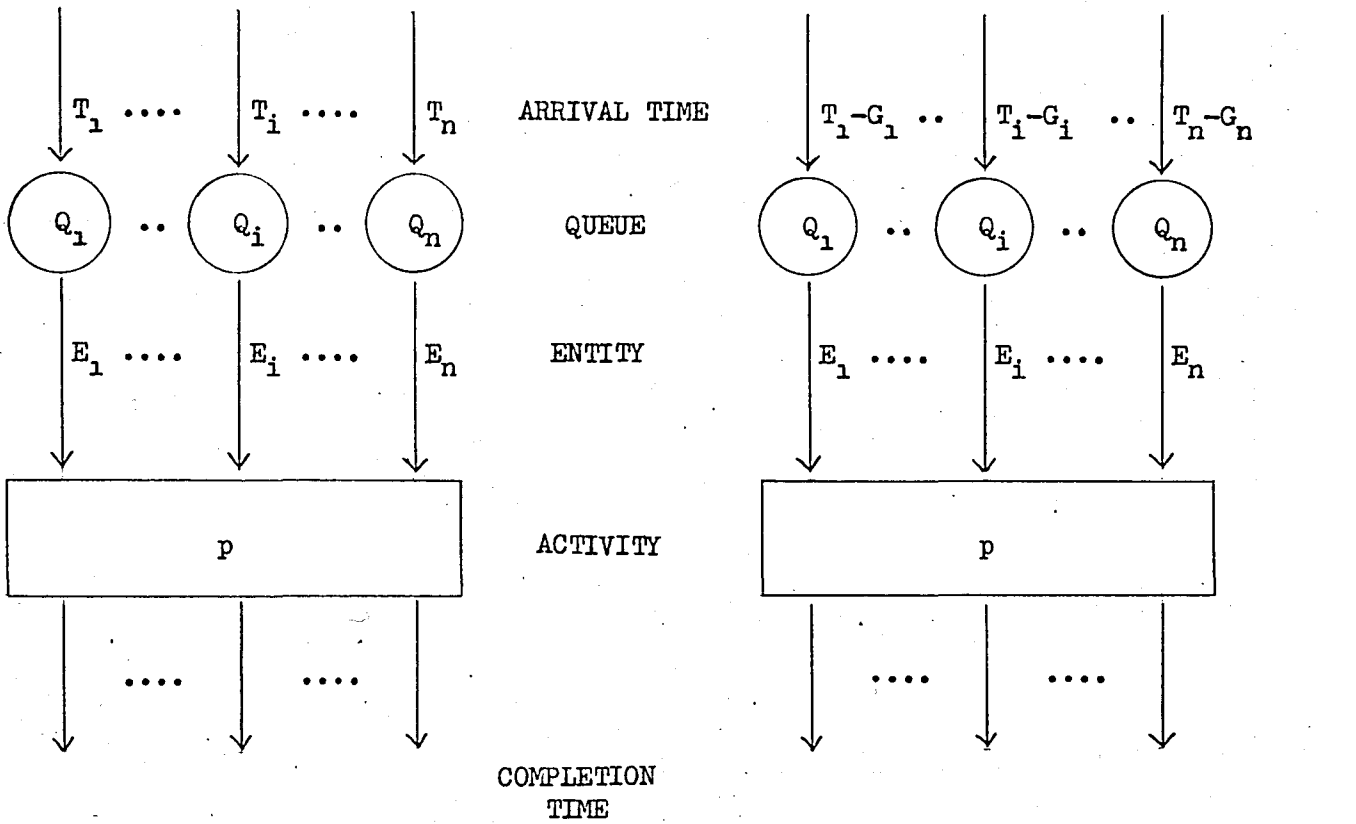 T₁ .... Tᵢ .... Tₙ ARRIVAL TIME T₁-G₁ .. Tᵢ-Gᵢ .. Tₙ-Gₙ
Q₁ .. Qᵢ .. Qₙ QUEUE Q₁ .. Qᵢ .. Qₙ
E₁ .... Eᵢ .... Eₙ ENTITY E₁ .... Eᵢ .... Eₙ
p ACTIVITY p
.... .... .... ....
COMPLETION
TIME